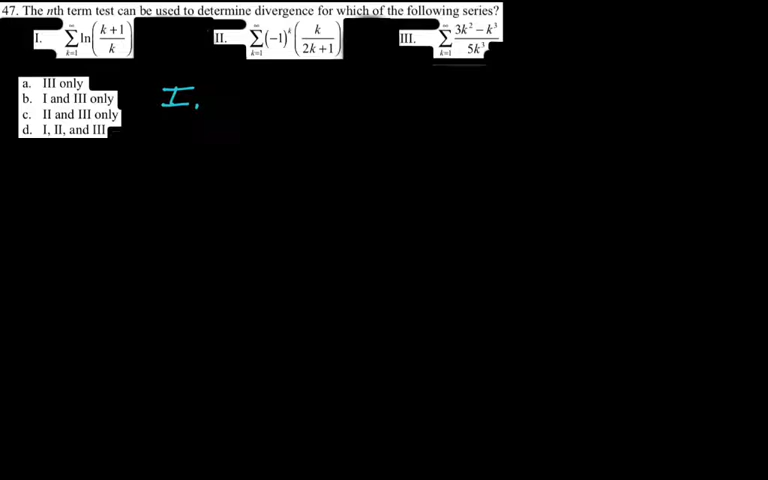 47. The nth term test can be used to determine divergence for which of the following series?
I. ∑_{k=1}^{∞} ln((k+1)/k) II. ∑_{k=1}^{∞} (−1)^k (k/(2k+1)) III. ∑_{k=1}^{∞} (3k²−k³)/(5k³)
a. III only
b. I and III only
c. II and III only
d. I, II, and III
I.